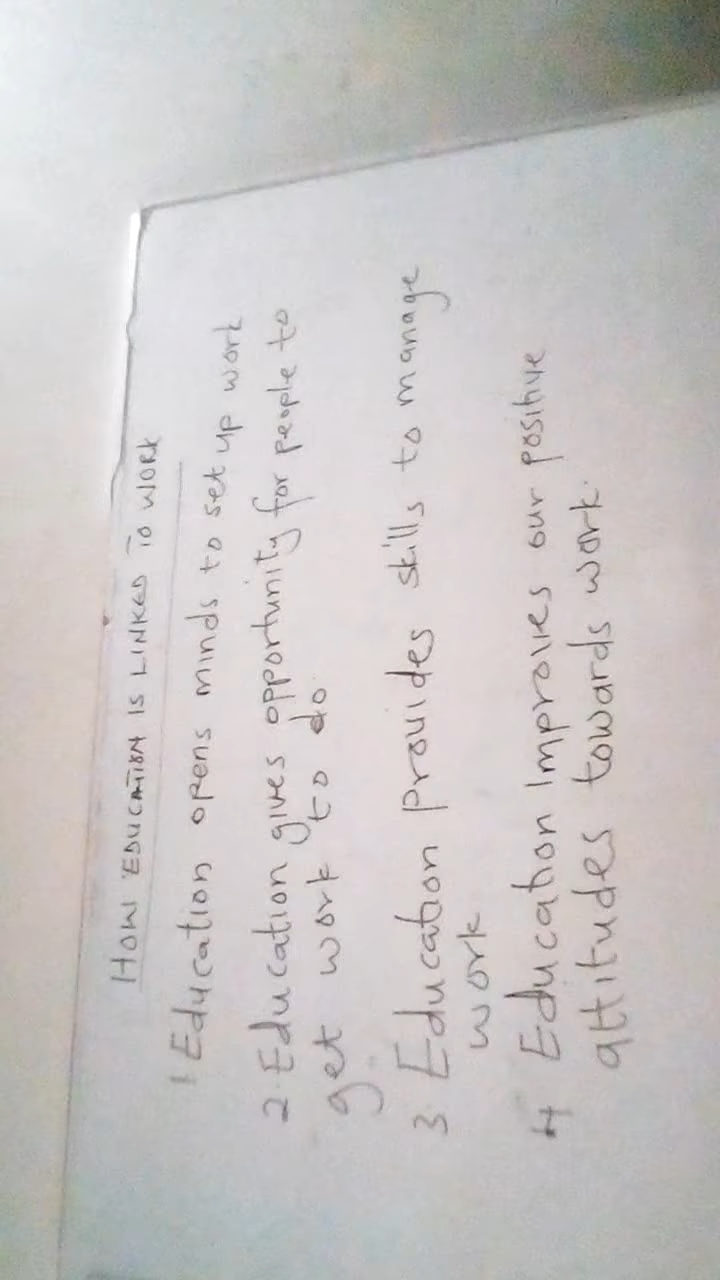 HOW EDUCATION IS LINKED TO WORK
1 Education opens minds to set up work
2. Education gives opportunity for people to
get work to do.
3 Education provides skills to manage
work
4 Education Improves our positive
attitudes towards work.